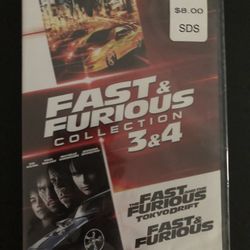 $8.00
SDS
FAST &
FURIOUS
COLLECTION
3&4
THE FAST AND THE
FURIOUS
TOKYO DRIFT
FAST &
FURIOUS